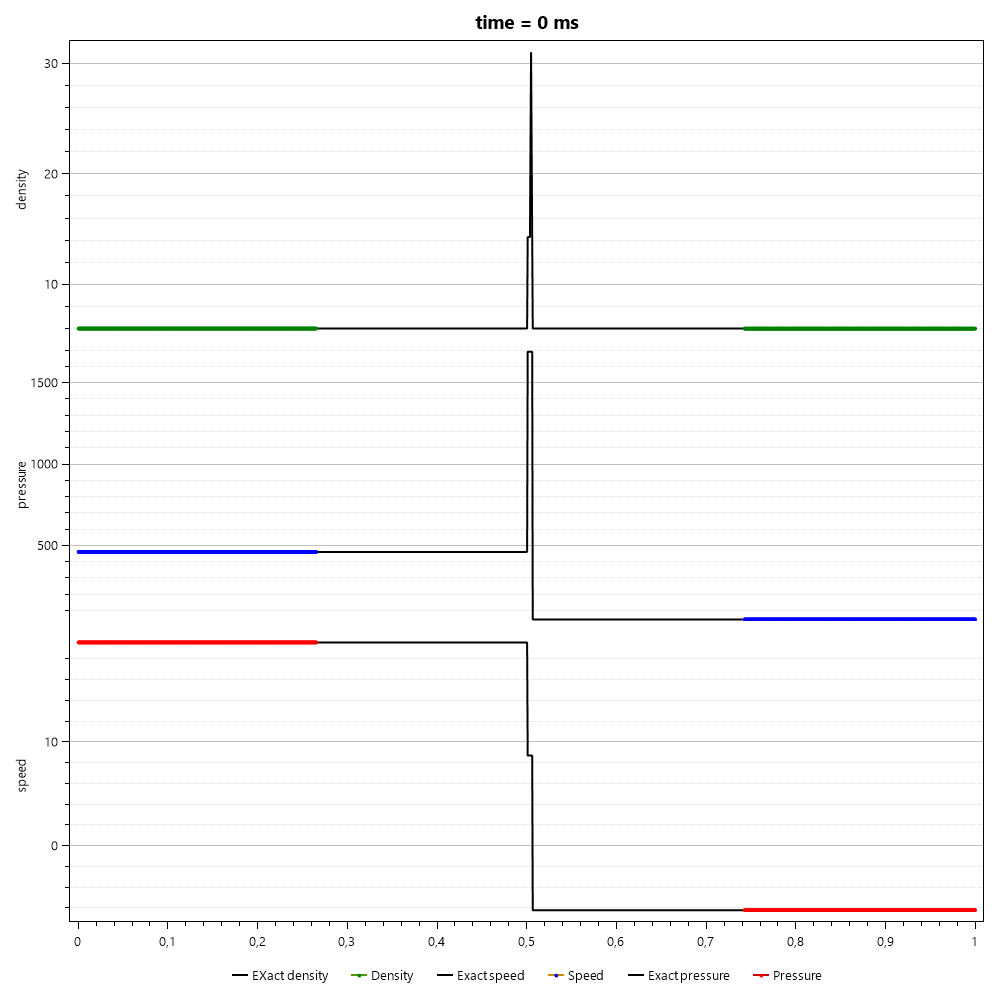 time = 0 ms
30
20
10
density
1500
1000
500
pressure
10
0
speed
0 0,1 0,2 0,3 0,4 0,5 0,6 0,7 0,8 0,9 1
EXact density Density Exact speed Speed Exact pressure Pressure